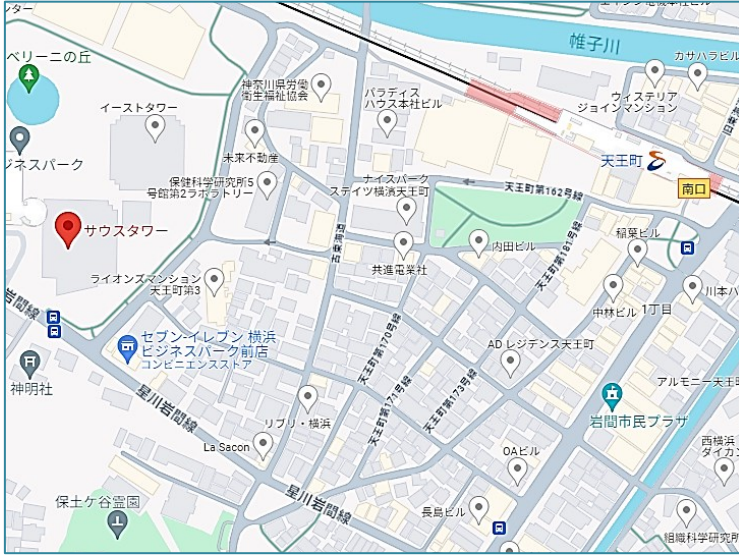 ンター
帷子川
カサハラビル
ベリーニの丘
神奈川県労働
衛生福祉協会
パラディス
ハウス本社ビル
ウィステリア
ジョインマンション
イーストタワー
未来不動産
天王町
ジネスパーク
保健科学研究所5
号館第2ラボラトリー
ナイスパーク
ステイツ横濱天王町
天王町第162号線
南口
サウスタワー
古東海道
共進電業社
内田ビル
天王町第181号線
稲葉ビル
ライオンズマンション
天王町第3
中林ビル
1丁目
川本ハ
岩間線
セブン-イレブン 横浜
ビジネスパーク前店
コンビニエンスストア
天王町第170号線
AD レジデンス天王町
神明社
星川岩間線
天王町第171号線
天王町第173号線
アルモニー天王町
岩間市民プラザ
リブリ・横浜
La Sacon
OAビル
西横浜
ダイカン
星川岩間線
保土ケ谷霊園
長島ビル
組織科学研究所